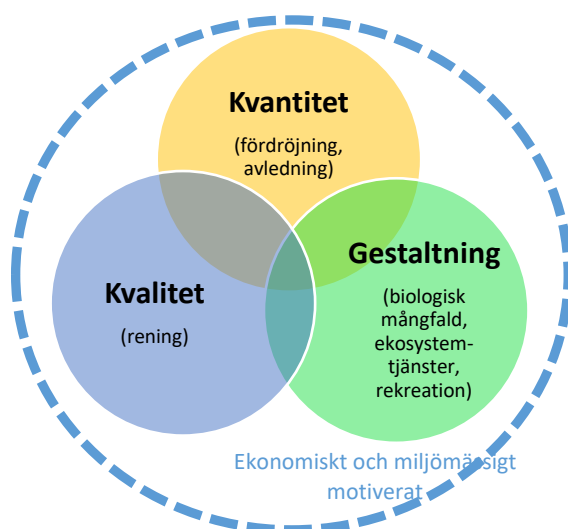 Kvantitet
(fördröjning,
avledning)
Gestaltning
(biologisk
mångfald,
ekosystem-
tjänster,
rekreation)
Kvalitet
(rening)
Ekonomiskt och miljömässigt
motiverat